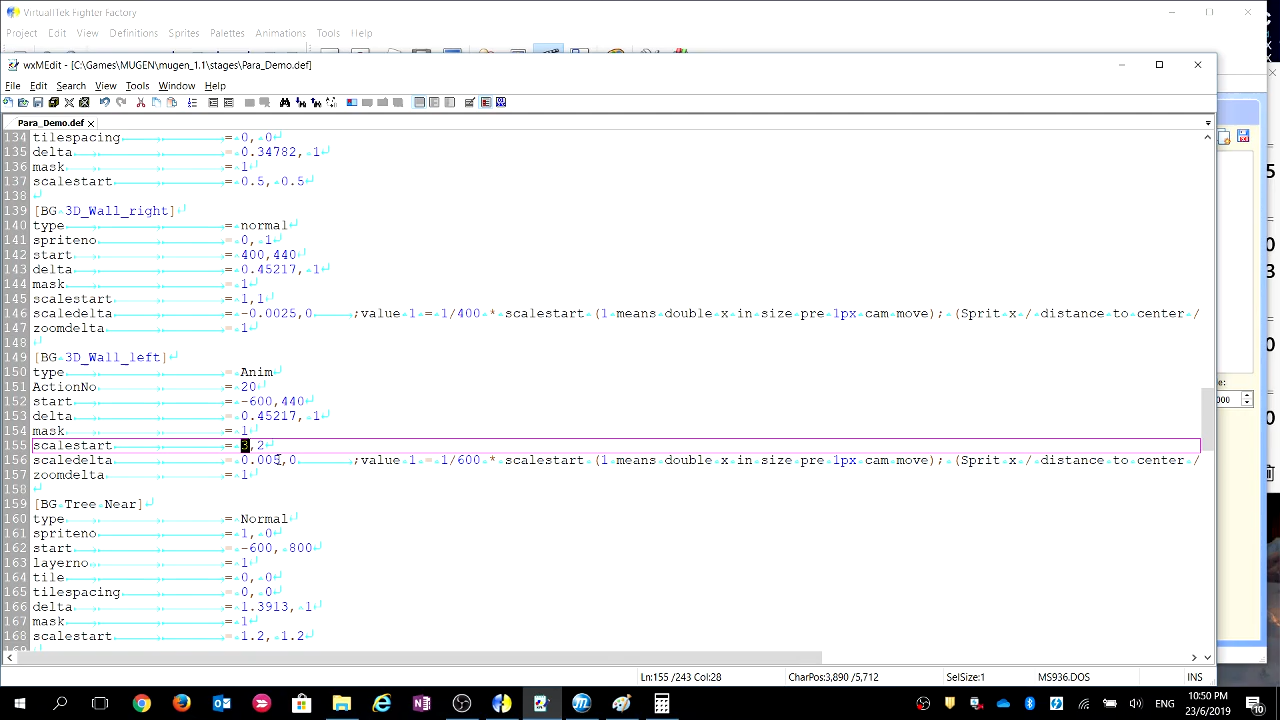 VirtuallTek Fighter Factory
Project Edit View Definitions Sprites Palettes Animations Tools Help
wxMEdit - [C:\Games\MUGEN\mugen_1.1\stages\Para_Demo.def]
File Edit Search View Tools Window Help
Para_Demo.def
134 tilespacing = 0, 0
135 delta = 0.34782, 1
136 mask = 1
137 scalestart = 0.5, 0.5
138
139 [BG 3D_Wall_right]
140 type = normal
141 spriteno = 0, 1
142 start = 400,440
143 delta = 0.45217, 1
144 mask = 1
145 scalestart = 1,1
146 scaledelta = -0.0025,0 ;value 1 = 1/400 * scalestart (1 means double x in size pre 1px cam move); (Sprit x / distance to center /
147 zoomdelta = 1
148
149 [BG 3D_Wall_left]
150 type = Anim
151 ActionNo = 20
152 start = -600,440
153 delta = 0.45217, 1
154 mask = 1
155 scalestart = 3,2
156 scaledelta = 0.005,0 ;value 1 = 1/600 * scalestart (1 means double x in size pre 1px cam move); (Sprit x / distance to center /
157 zoomdelta = 1
158
159 [BG Tree Near]
160 type = Normal
161 spriteno = 1, 0
162 start = -600, 800
163 layerno = 1
164 tile = 0, 0
165 tilespacing = 0, 0
166 delta = 1.3913, 1
167 mask = 1
168 scalestart = 1.2, 1.2
Ln:155 /243 Col:28 CharPos:3,890 /5,712 SelSize:1 MS936.DOS INS
ENG 10:50 PM
23/6/2019